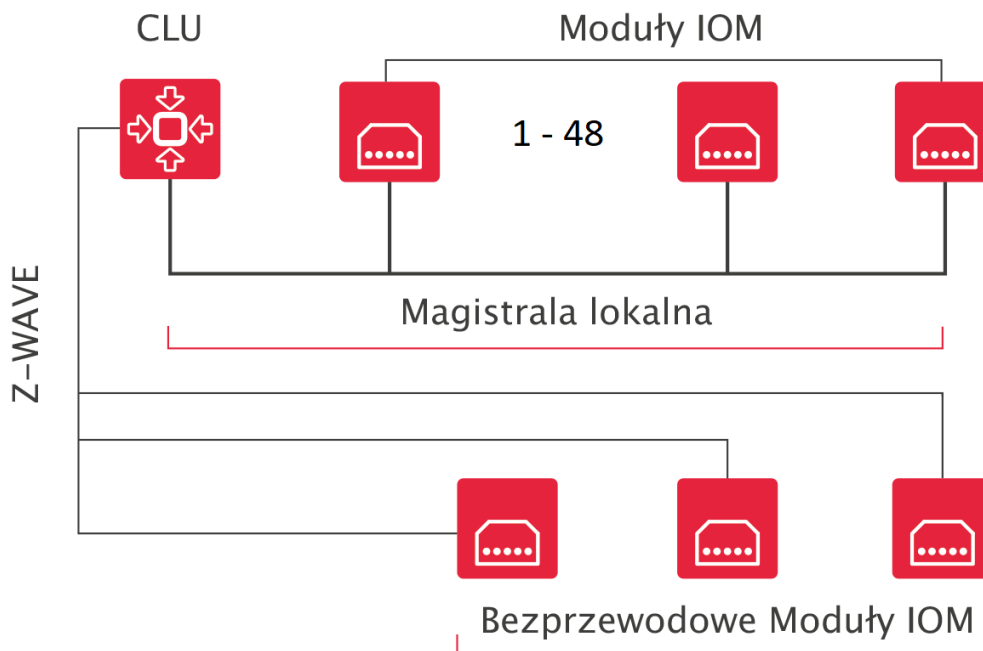 CLU
Moduły IOM
1 - 48
Z-WAVE
Magistrala lokalna
Bezprzewodowe Moduły IOM